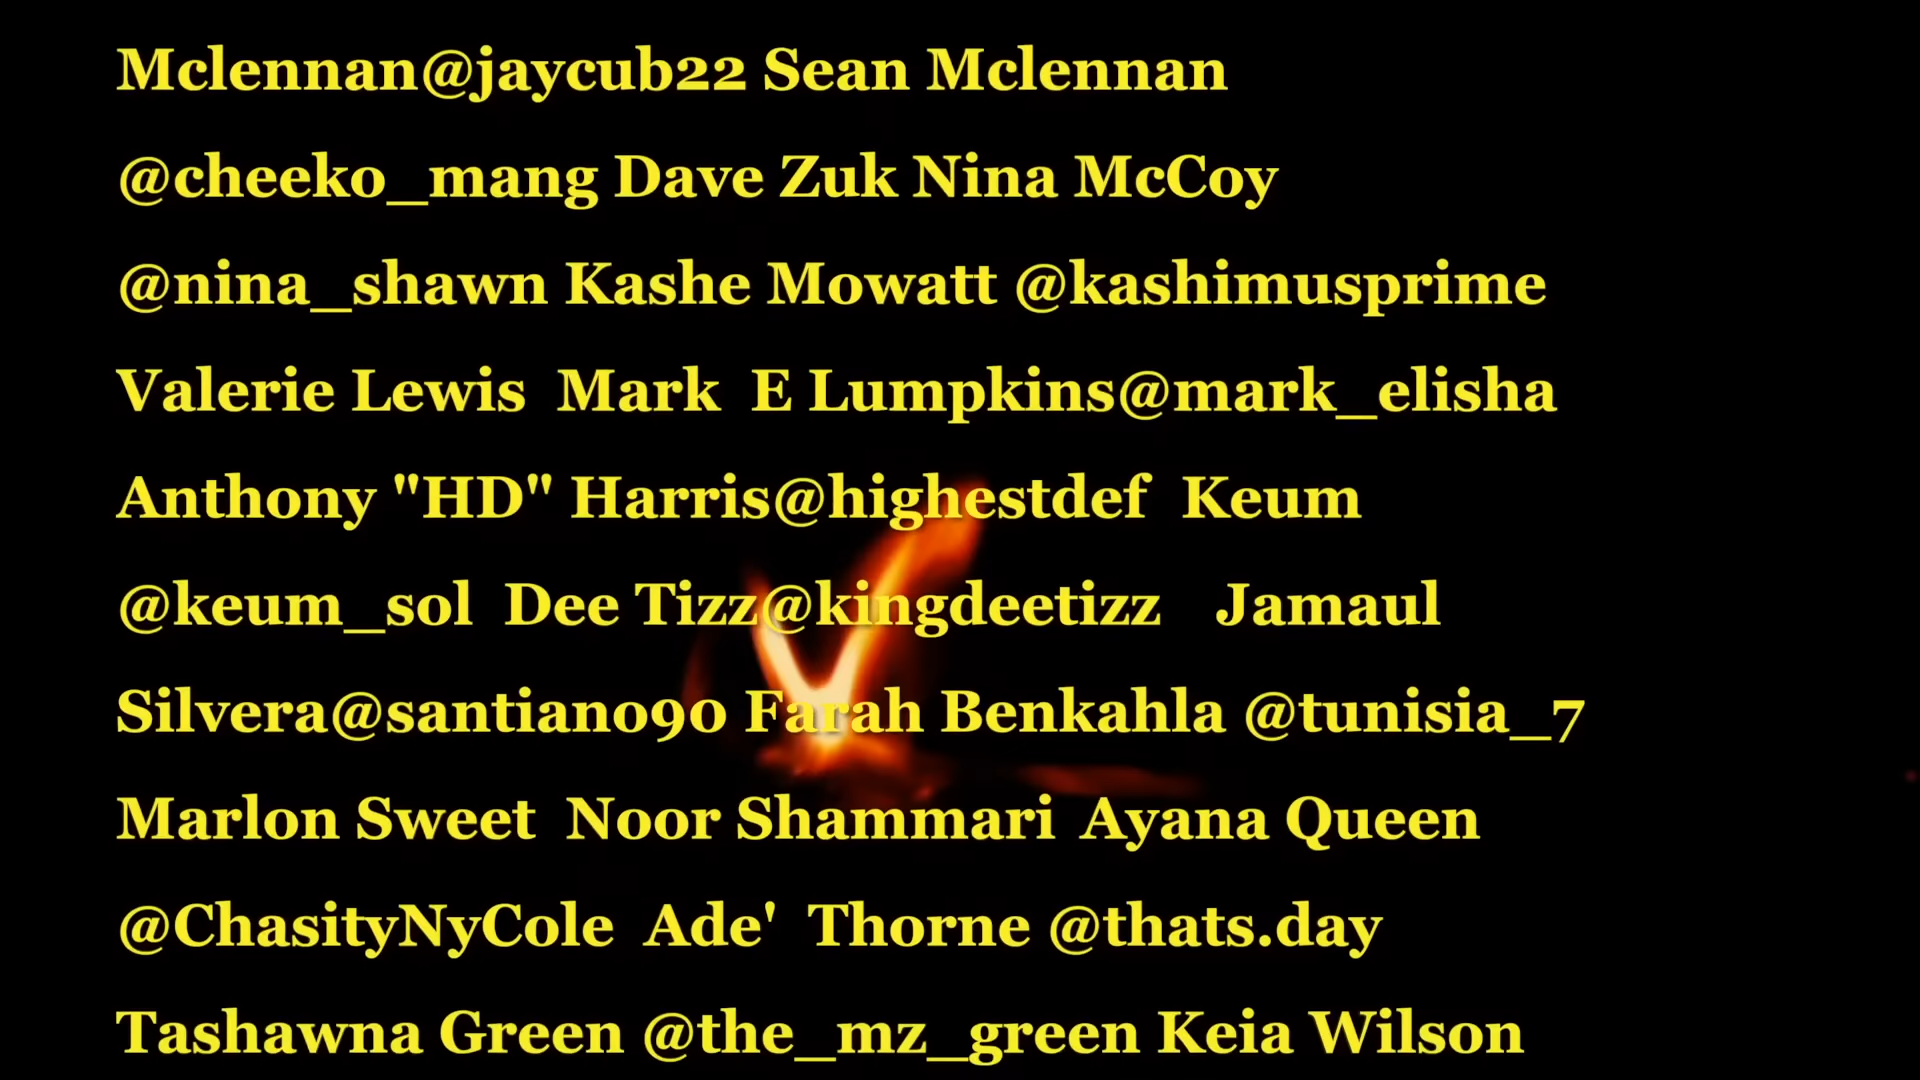 Mclennan@jaycub22 Sean Mclennan
@cheeko_mang Dave Zuk Nina McCoy
@nina_shawn Kashe Mowatt @kashimusprime
Valerie Lewis  Mark  E Lumpkins@mark_elisha
Anthony "HD" Harris@highestdef  Keum
@keum_sol  Dee Tizz@kingdeetizz   Jamaul
Silvera@santiano90 Farah Benkahla @tunisia_7
Marlon Sweet  Noor Shammari  Ayana Queen
@ChasityNyCole  Ade'  Thorne @thats.day
Tashawna Green @the_mz_green Keia Wilson